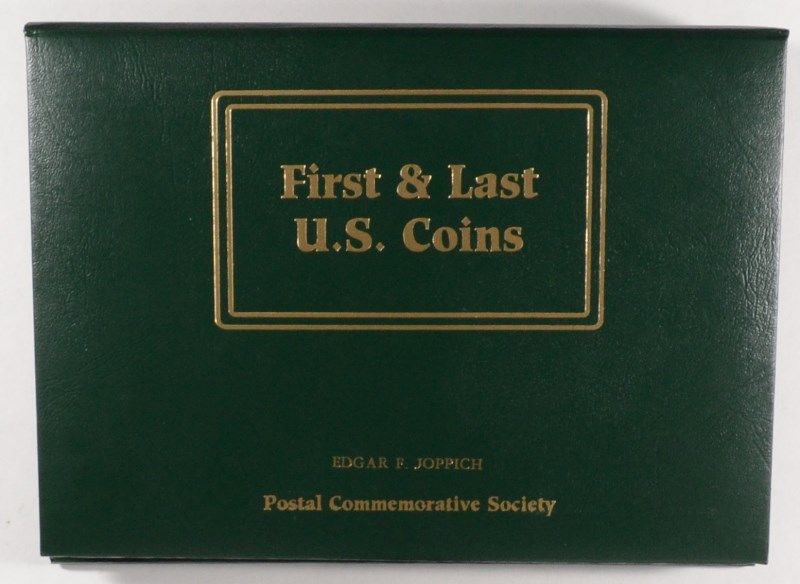 First & Last
U.S. Coins
EDGAR F. JOPPICH
Postal Commemorative Society